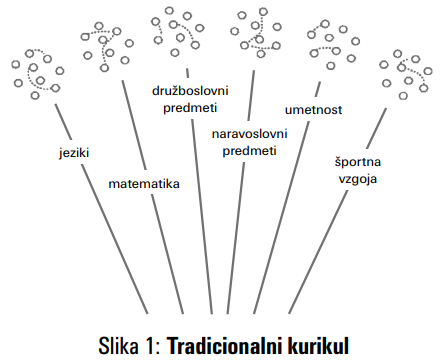 jeziki
matematika
družboslovni
predmeti
naravoslovni
predmeti
umetnost
športna
vzgoja
Slika 1: Tradicionalni kurikul